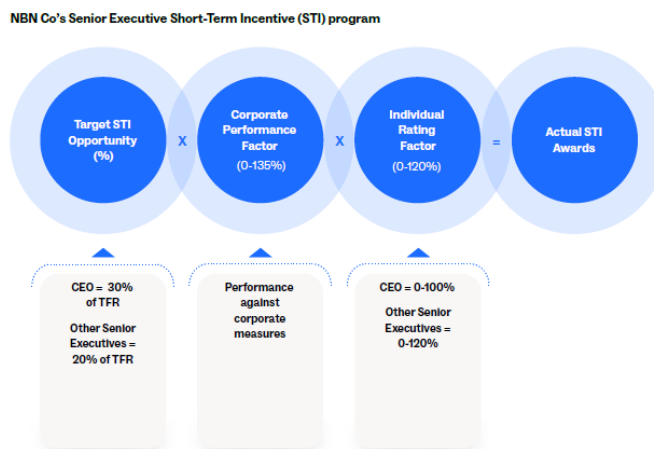 NBN Co's Senior Executive Short-Term Incentive (STI) program
Target STI
Opportunity
(%)
X
Corporate
Performance
Factor
(0-135%)
X
Individual
Rating
Factor
(0-120%)
=
Actual STI
Awards
CEO = 30%
of TFR
Other Senior
Executives =
20% of TFR
Performance
against
corporate
measures
CEO = 0-100%
Other Senior
Executives =
0-120%